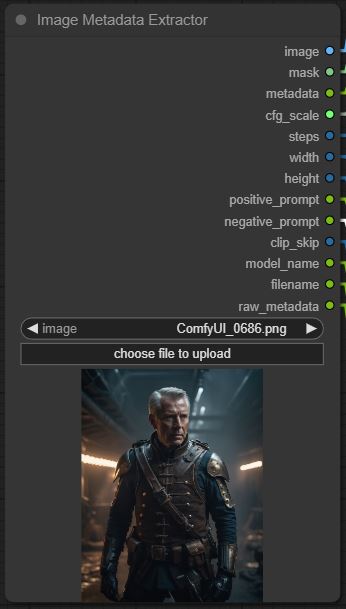 Image Metadata Extractor
image
mask
metadata
cfg_scale
steps
width
height
positive_prompt
negative_prompt
clip_skip
model_name
filename
raw_metadata
image ComfyUI_0686.png
choose file to upload